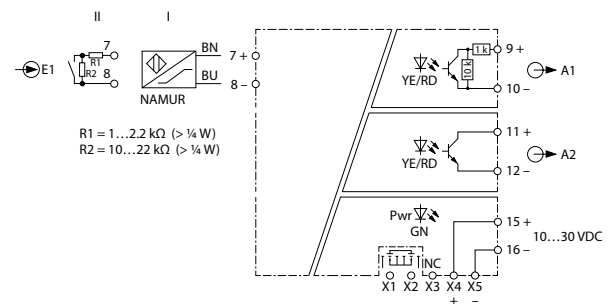 II
I
E1
7
R1
R2
8
BN
7 +
BU
8 –
NAMUR
R1 = 1…2.2 kΩ (> ¼ W)
R2 = 10…22 kΩ (> ¼ W)
1 k
10 k
YE/RD
9 +
10 –
A1
YE/RD
11 +
12 –
A2
Pwr
GN
15 +
16 –
10…30 VDC
NC
X1 X2 X3 X4 X5
+ –